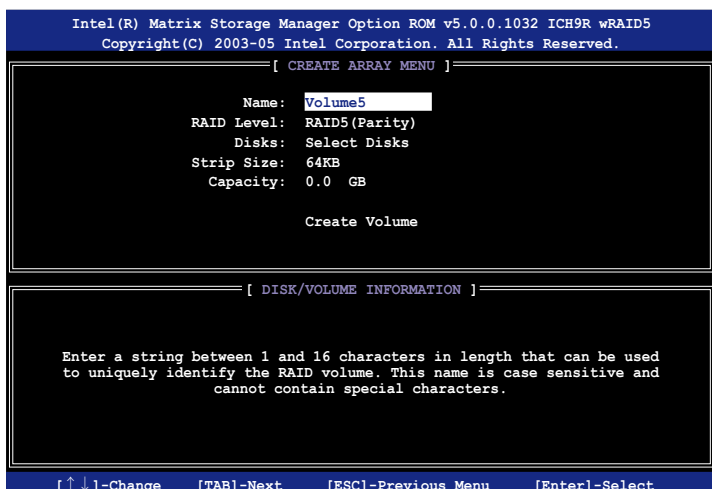 Intel(R) Matrix Storage Manager Option ROM v5.0.0.1032 ICH9R wRAID5
Copyright(C) 2003-05 Intel Corporation. All Rights Reserved.
[ CREATE ARRAY MENU ]
Name: Volume5
RAID Level: RAID5(Parity)
Disks: Select Disks
Strip Size: 64KB
Capacity: 0.0 GB
Create Volume
[ DISK/VOLUME INFORMATION ]
Enter a string between 1 and 16 characters in length that can be used
to uniquely identify the RAID volume. This name is case sensitive and
cannot contain special characters.
[↑↓]-Change [TAB]-Next [ESC]-Previous Menu [Enter]-Select